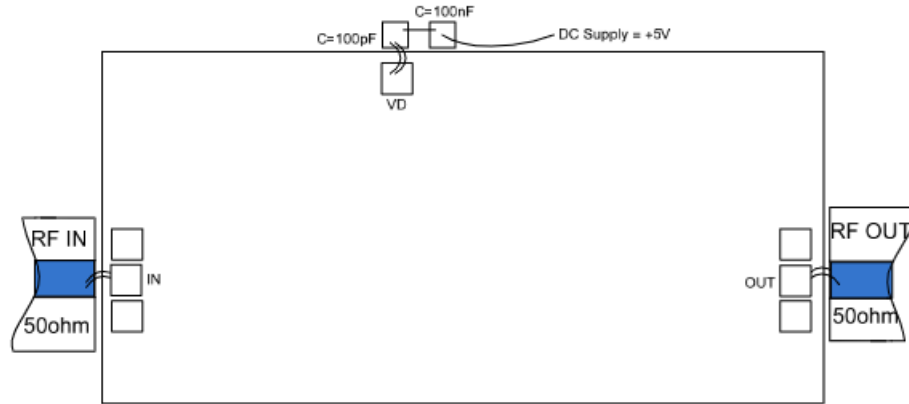 C=100nF
C=100pF
DC Supply = +5V
VD
RF IN
RF OUT
IN
OUT
50ohm
50ohm